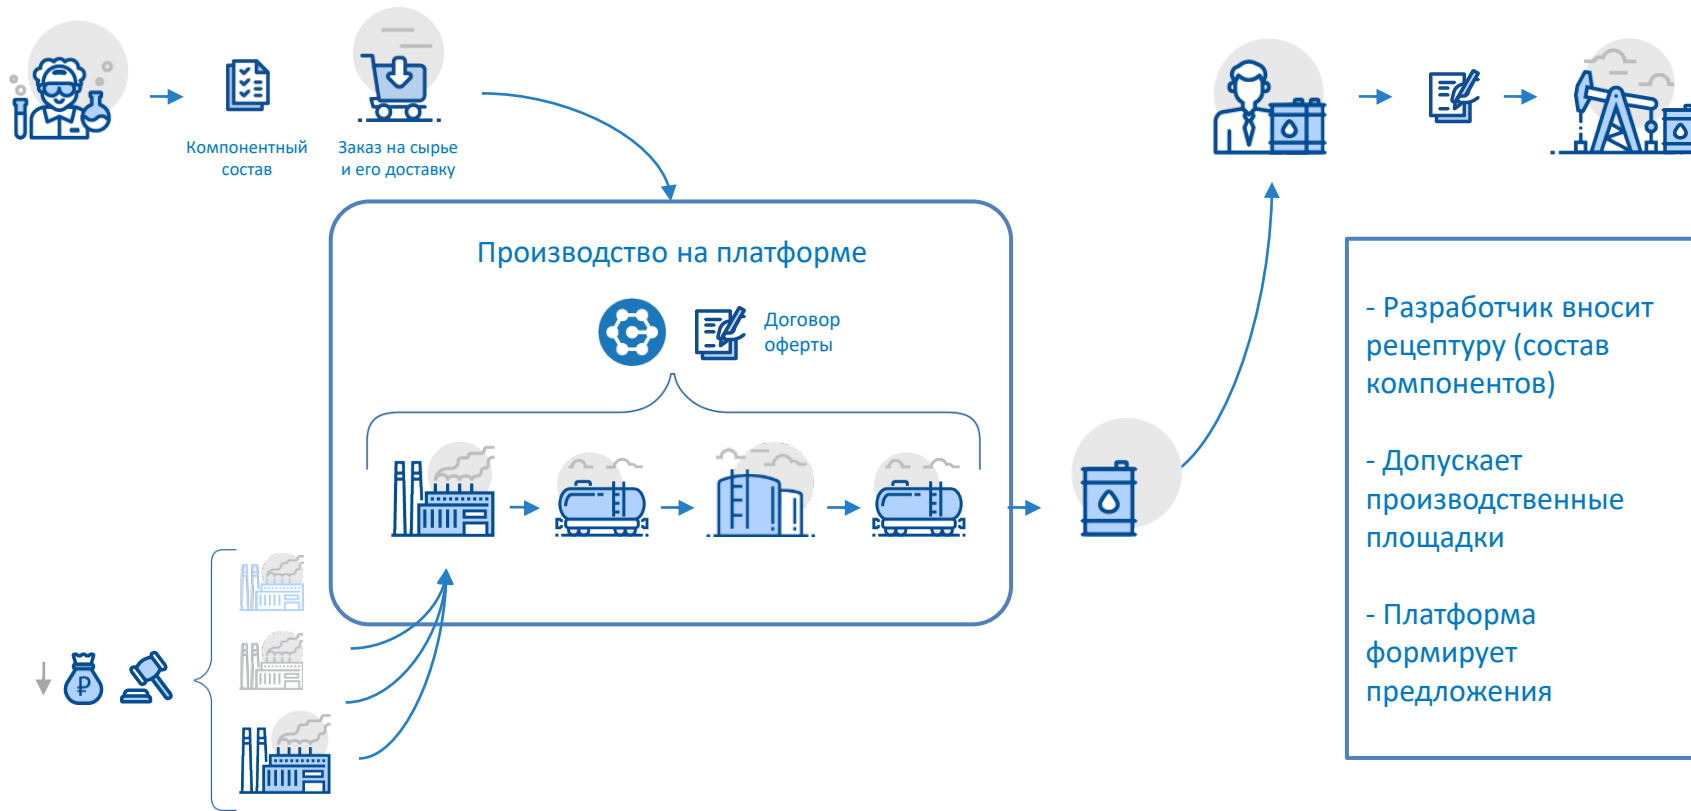 Компонентный
состав
Заказ на сырье
и его доставку
Производство на платформе
Договор
оферты
₽
- Разработчик вносит
рецептуру (состав
компонентов)
- Допускает
производственные
площадки
- Платформа
формирует
предложения